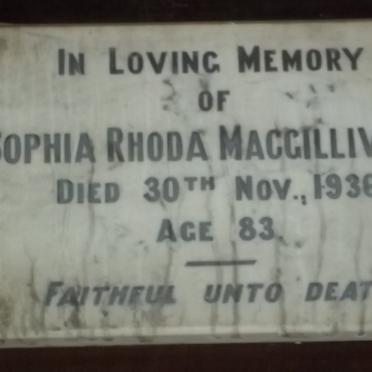 IN LOVING MEMORY
OF
SOPHIA RHODA MACGILLIV
DIED 30TH NOV., 1936
AGE 83.
FAITHFUL UNTO DEAT